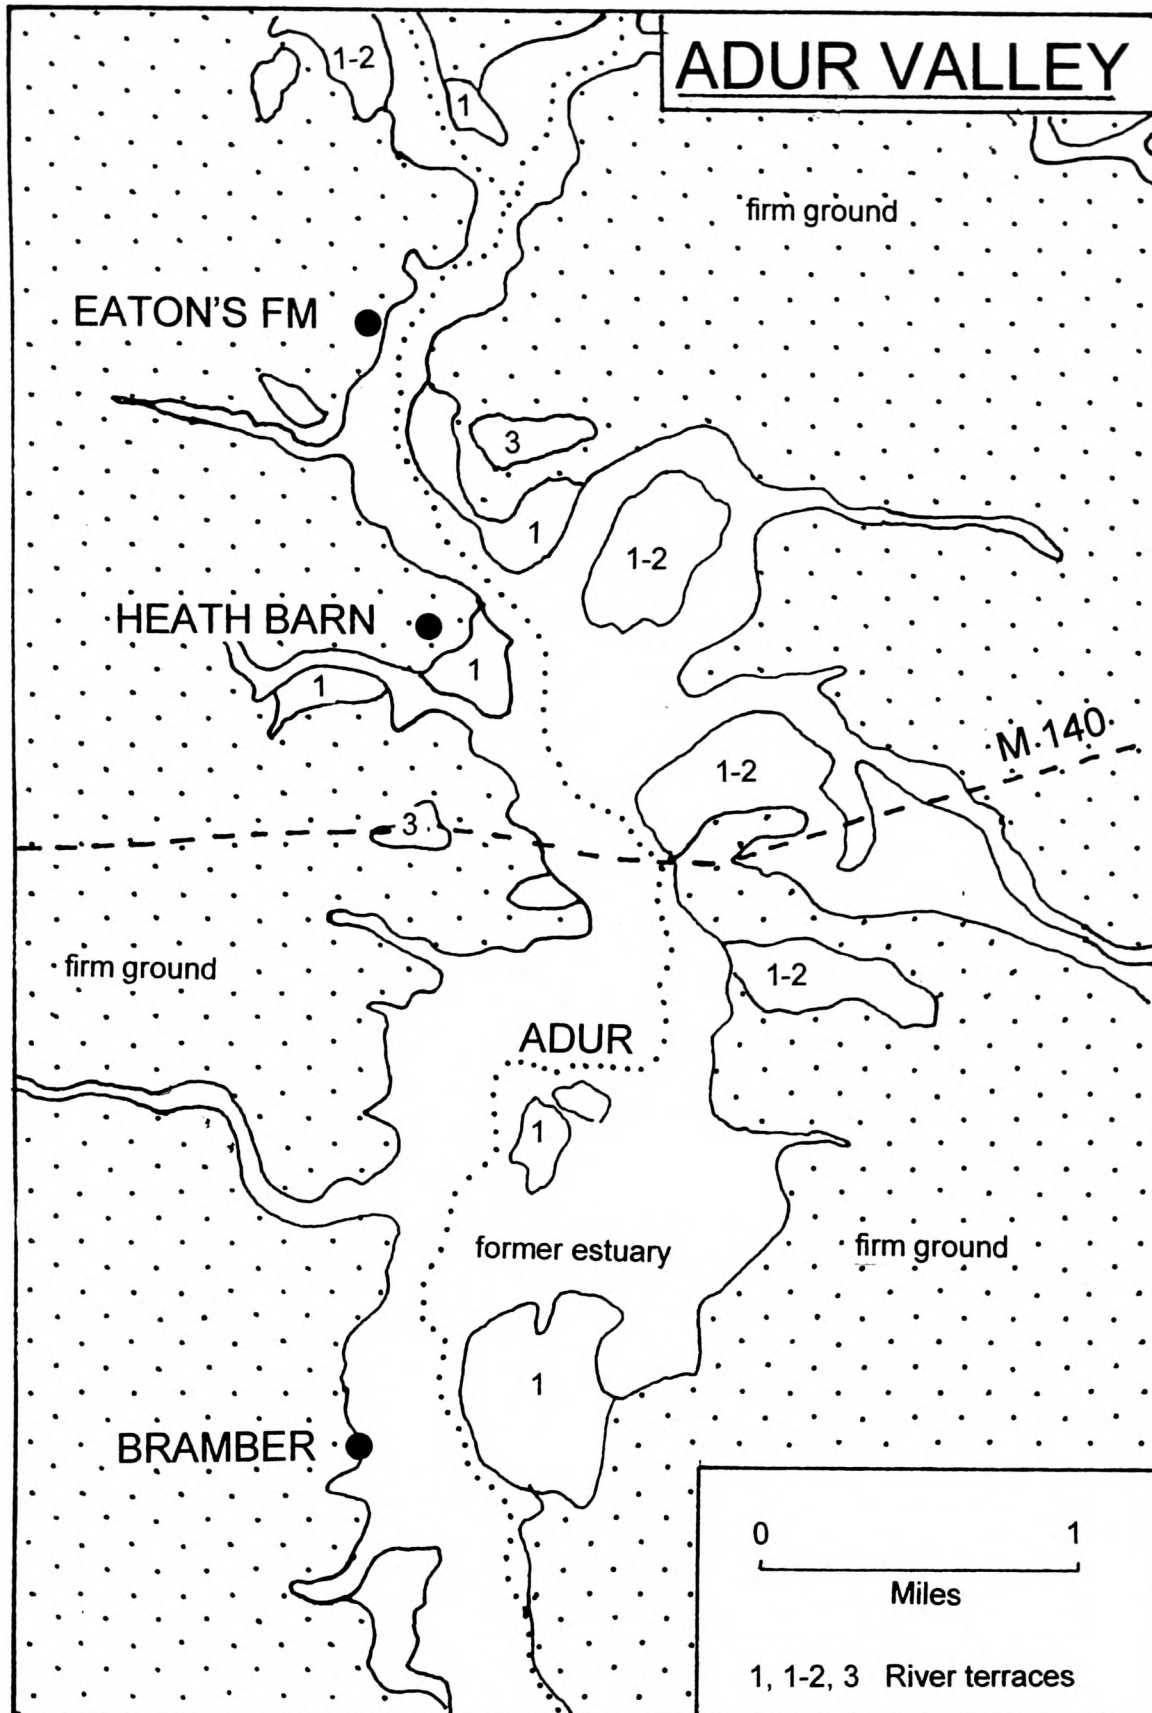 ADUR VALLEY
1-2
1
firm ground
EATON'S FM
3
1
1-2
HEATH BARN
1
1
M.140
1-2
3
firm ground
1-2
ADUR
1
former estuary
firm ground
1
BRAMBER
0 1
Miles
1, 1-2, 3 River terraces